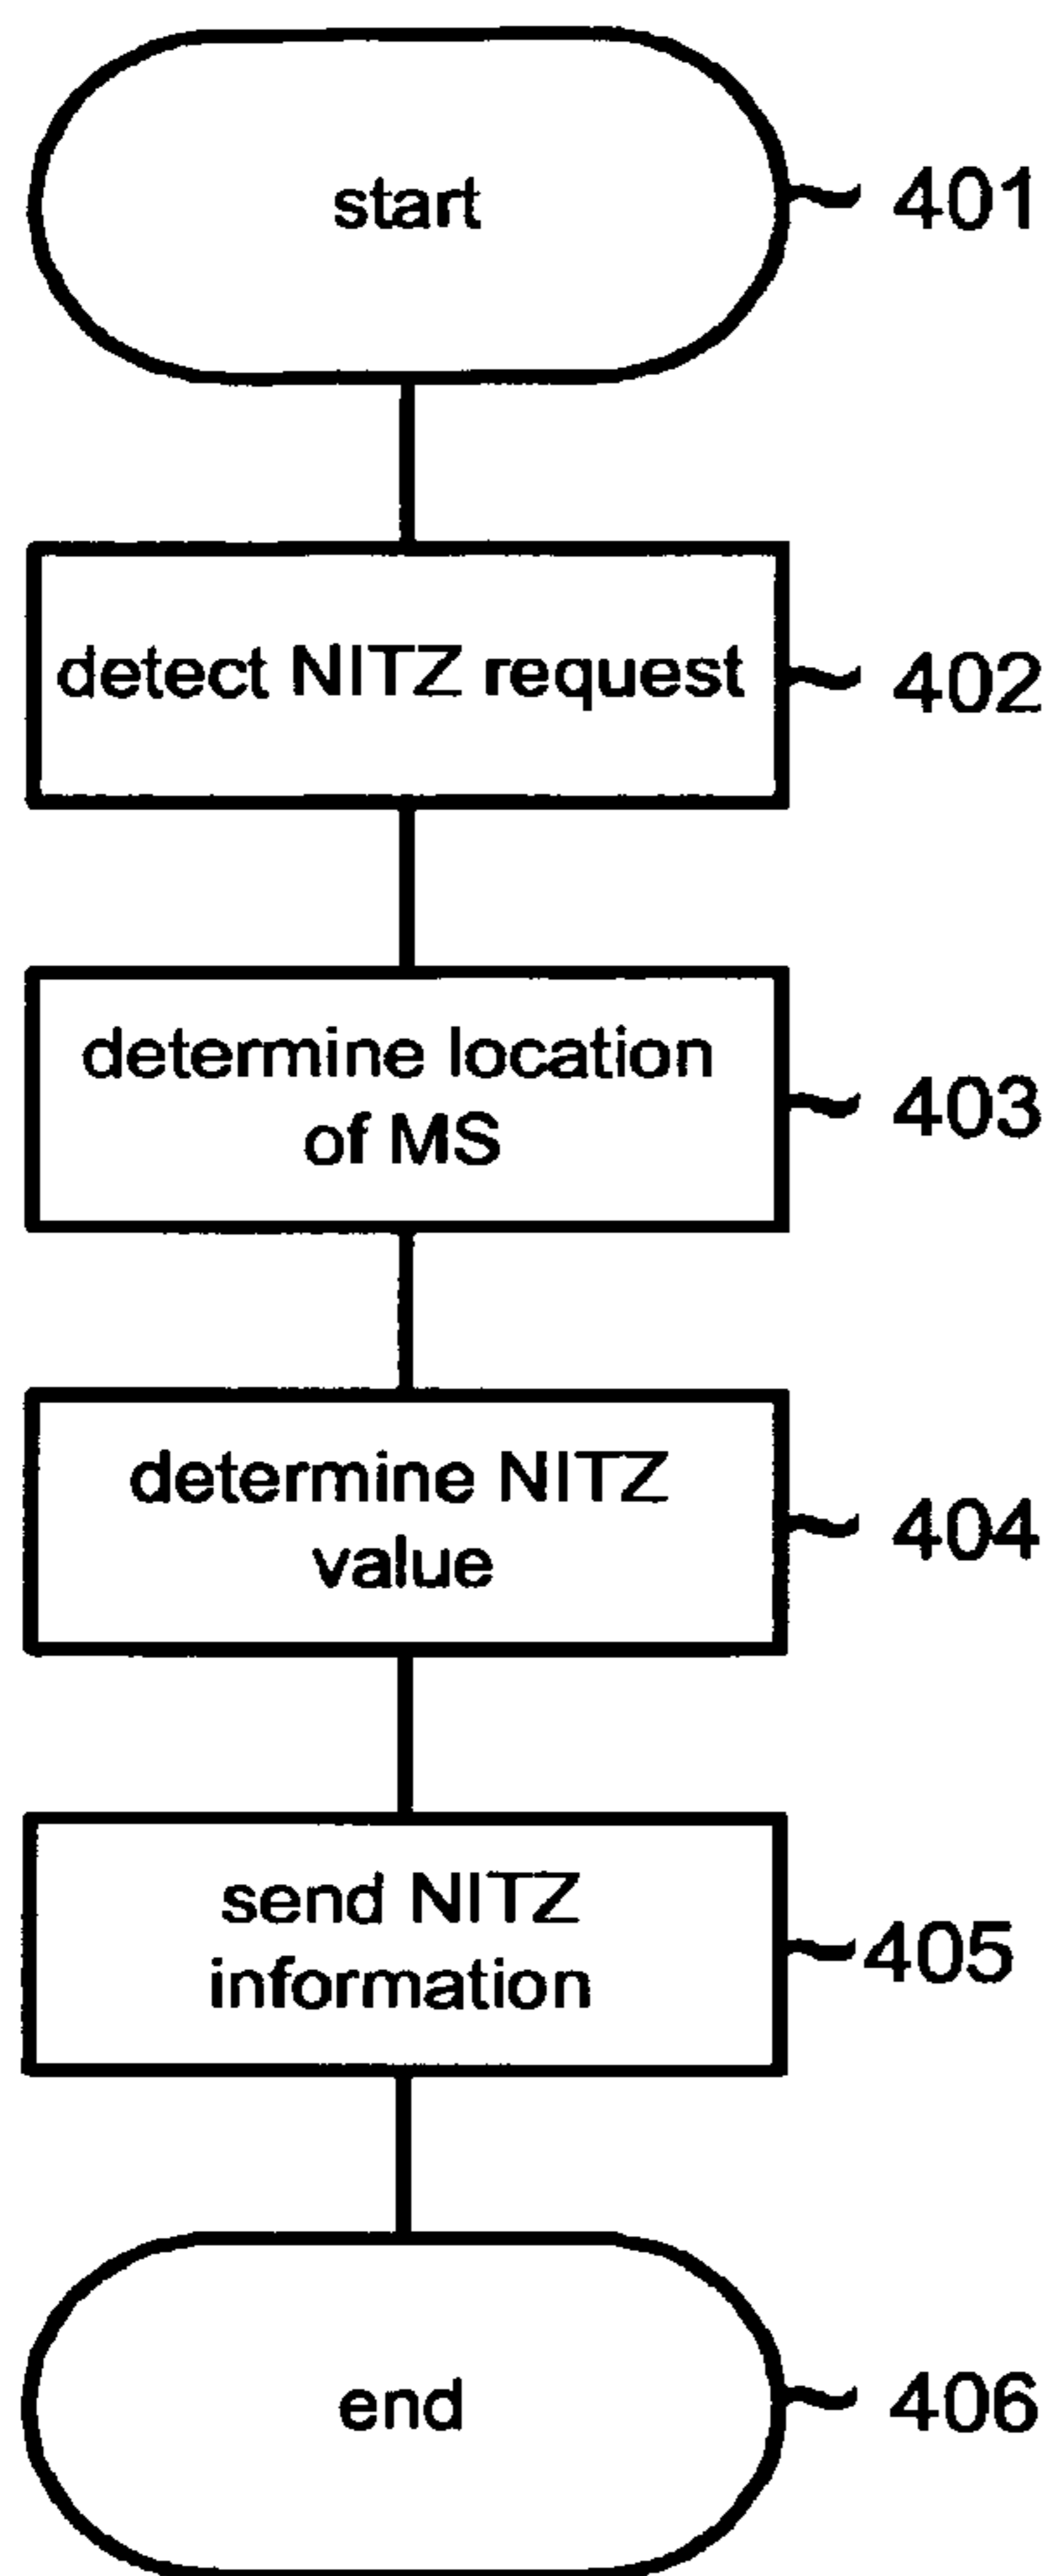 start
401
detect NITZ request
402
determine location
of MS
403
determine NITZ
value
404
send NITZ
information
405
end
406